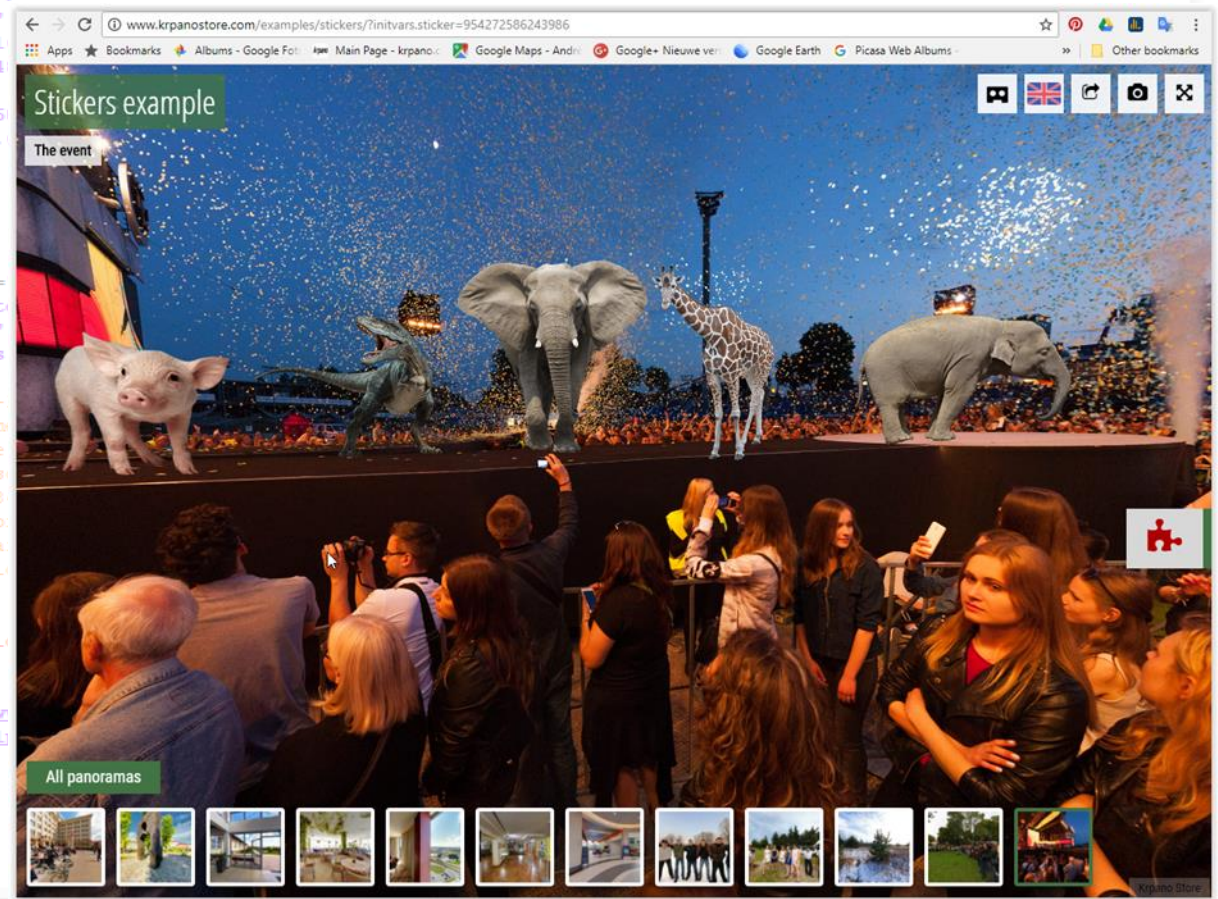 www.krpanostore.com/examples/stickers/?initvars.sticker=954272586243986
Apps Bookmarks Albums - Google Fot Main Page - krpano.c Google Maps - Andre Google+ Nieuwe ver Google Earth Picasa Web Albums - » Other bookmarks
Stickers example
The event
All panoramas
Krpano Store